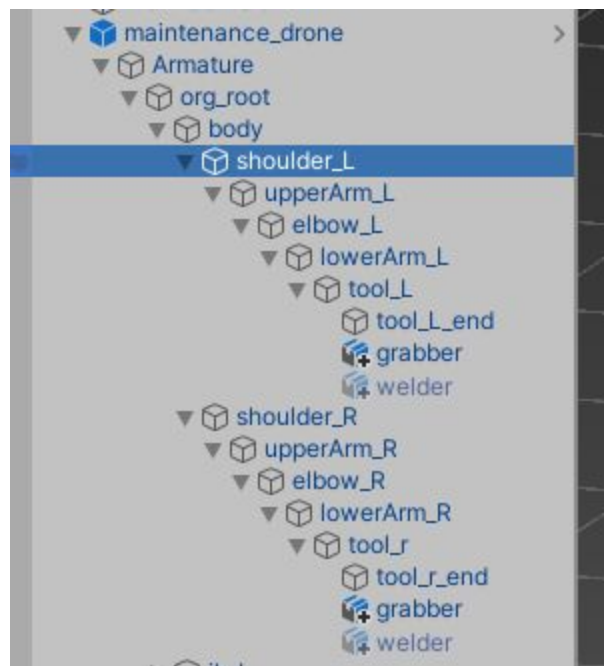 maintenance_drone
Armature
org_root
body
shoulder_L
upperArm_L
elbow_L
lowerArm_L
tool_L
tool_L_end
grabber
welder
shoulder_R
upperArm_R
elbow_R
lowerArm_R
tool_r
tool_r_end
grabber
welder